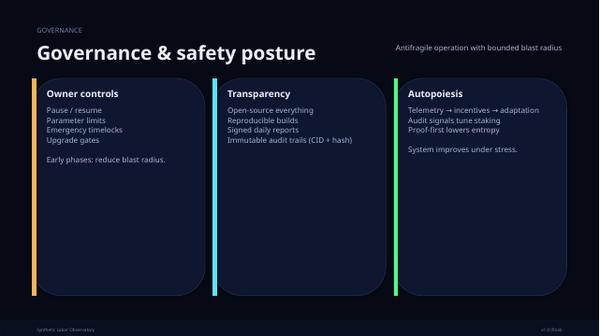 GOVERNANCE
Governance & safety posture
Antifragile operation with bounded blast radius
Owner controls
Pause / resume
Parameter limits
Emergency timelocks
Upgrade gates
Early phases: reduce blast radius.
Transparency
Open-source everything
Reproducible builds
Signed daily reports
Immutable audit trails (CID + hash)
Autopoiesis
Telemetry → incentives → adaptation
Audit signals tune staking
Proof-first lowers entropy
System improves under stress.
Synthetic Labor Observatory